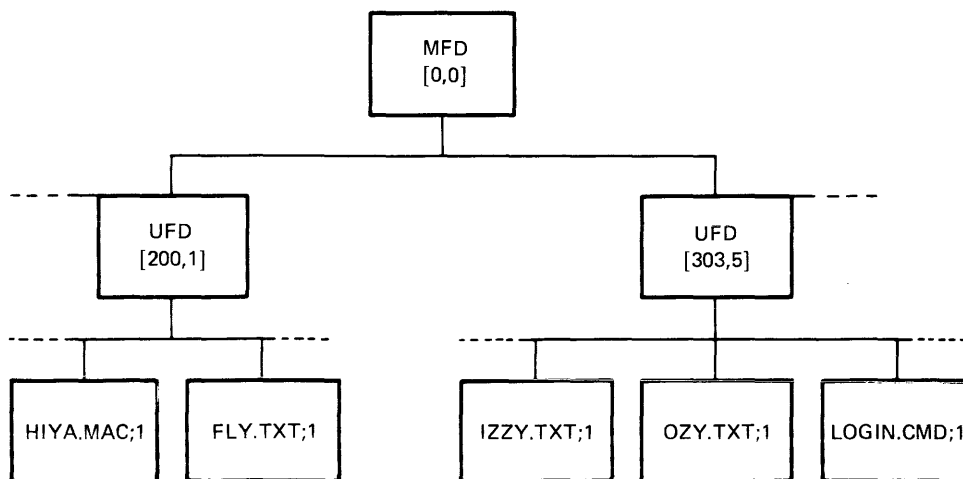 MFD
[0,0]
UFD
[200,1]
UFD
[303,5]
HIYA.MAC;1
FLY.TXT;1
IZZY.TXT;1
OZY.TXT;1
LOGIN.CMD;1